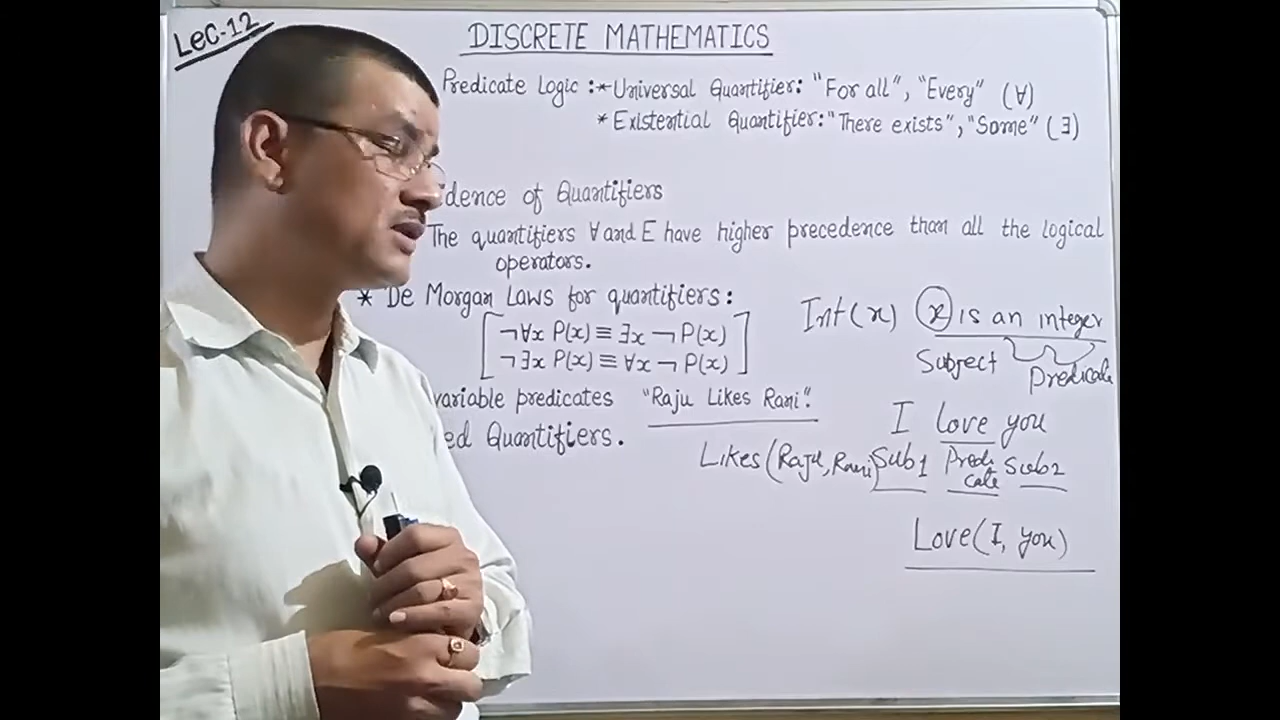 LeC-12
DISCRETE MATHEMATICS
Predicate Logic :* Universal Quantifier: "For all", "Every" (∀)
* Existential Quantifier: "There exists", "Some" (∃)
dence of Quantifiers
The quantifiers ∀ and E have higher precedence than all the logical
operators.
* De Morgan Laws for quantifiers:
¬∀x P(x) ≡ ∃x ¬ P(x)
¬∃x P(x) ≡ ∀x ¬ P(x)
variable predicates "Raju Likes Rani".
ed Quantifiers.
Likes(Raju, Rani)
Int(x) x is an integer
Subject Predicate
I love you
Sub1 Predi Sub2
cate
Love(I, you)